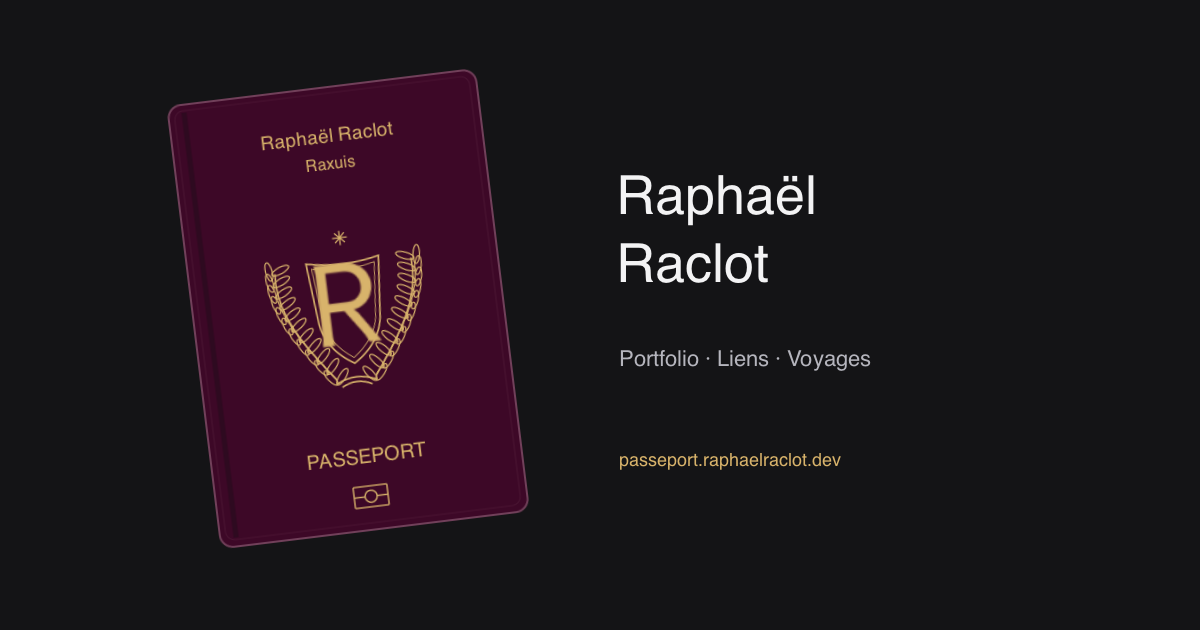 Raphaël Raclot
Raxuis
R
PASSEPORT
Raphaël
Raclot
Portfolio · Liens · Voyages
passeport.raphaelraclot.dev